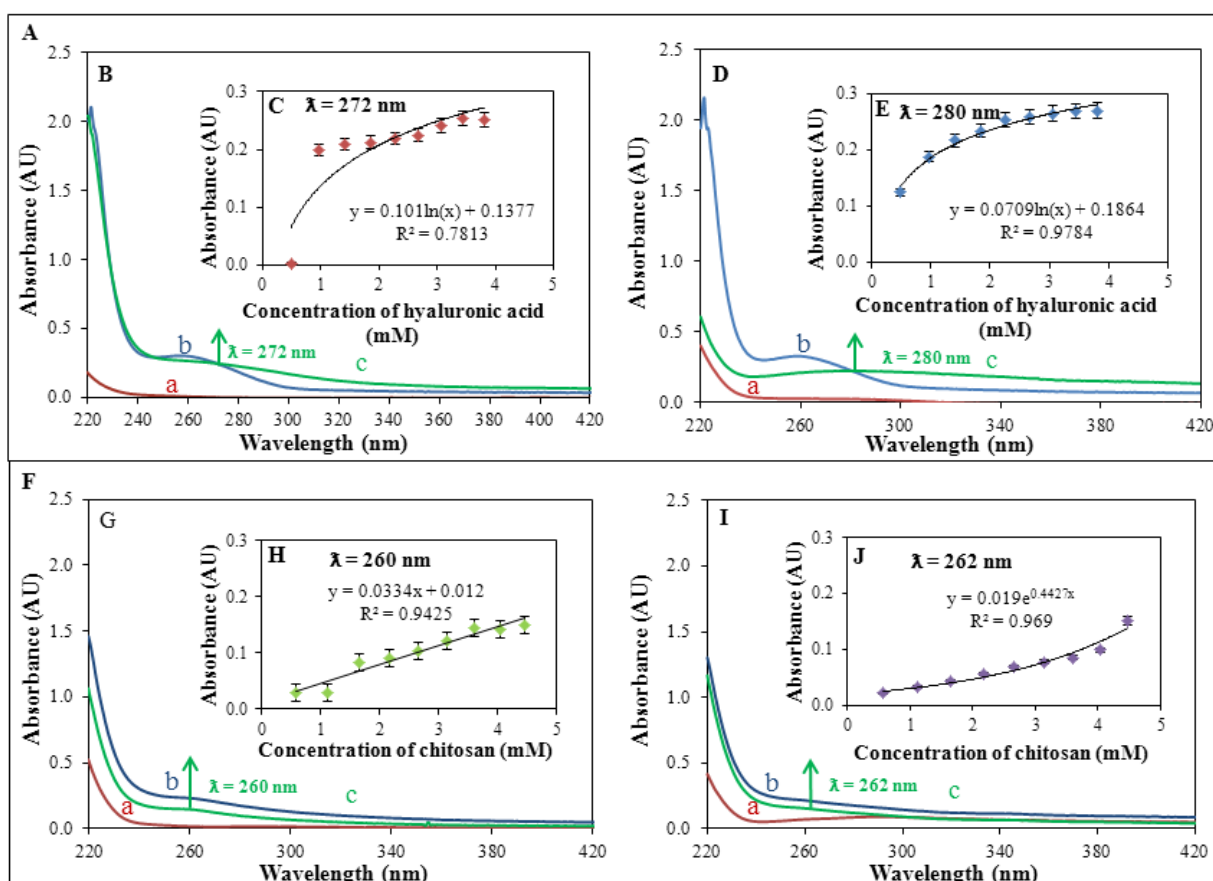 A
B
Absorbance (AU)
2.5
2.0
1.5
1.0
0.5
0.0
220 260 300 340 380 420
Wavelength (nm)
a
b
c
ƛ = 272 nm
C
ƛ = 272 nm
Absorbance (AU)
0.3
0.2
0.1
0.0
0 1 2 3 4 5
y = 0.101ln(x) + 0.1377
R² = 0.7813
Concentration of hyaluronic acid
(mM)
D
Absorbance (AU)
2.5
2.0
1.5
1.0
0.5
0.0
220 260 300 340 380 420
Wavelength (nm)
a
b
c
ƛ = 280 nm
E
ƛ = 280 nm
Absorbance (AU)
0.3
0.2
0.1
0.0
0 1 2 3 4 5
y = 0.0709ln(x) + 0.1864
R² = 0.9784
Concentration of hyaluronic acid
(mM)
F
G
Absorbance (AU)
2.5
2.0
1.5
1.0
0.5
0.0
220 260 300 340 380 420
Wavelength (nm)
a
b
c
ƛ = 260 nm
H
ƛ = 260 nm
Absorbance (AU)
0.3
0.2
0.1
0.0
0 1 2 3 4 5
y = 0.0334x + 0.012
R² = 0.9425
Concentration of chitosan (mM)
I
Absorbance (AU)
2.5
2.0
1.5
1.0
0.5
0.0
220 260 300 340 380 420
Wavelength (nm)
a
b
c
ƛ = 262 nm
J
ƛ = 262 nm
Absorbance (AU)
0.3
0.2
0.1
0.0
0 1 2 3 4 5
y = 0.019e^0.4427x
R² = 0.969
Concentration of chitosan (mM)